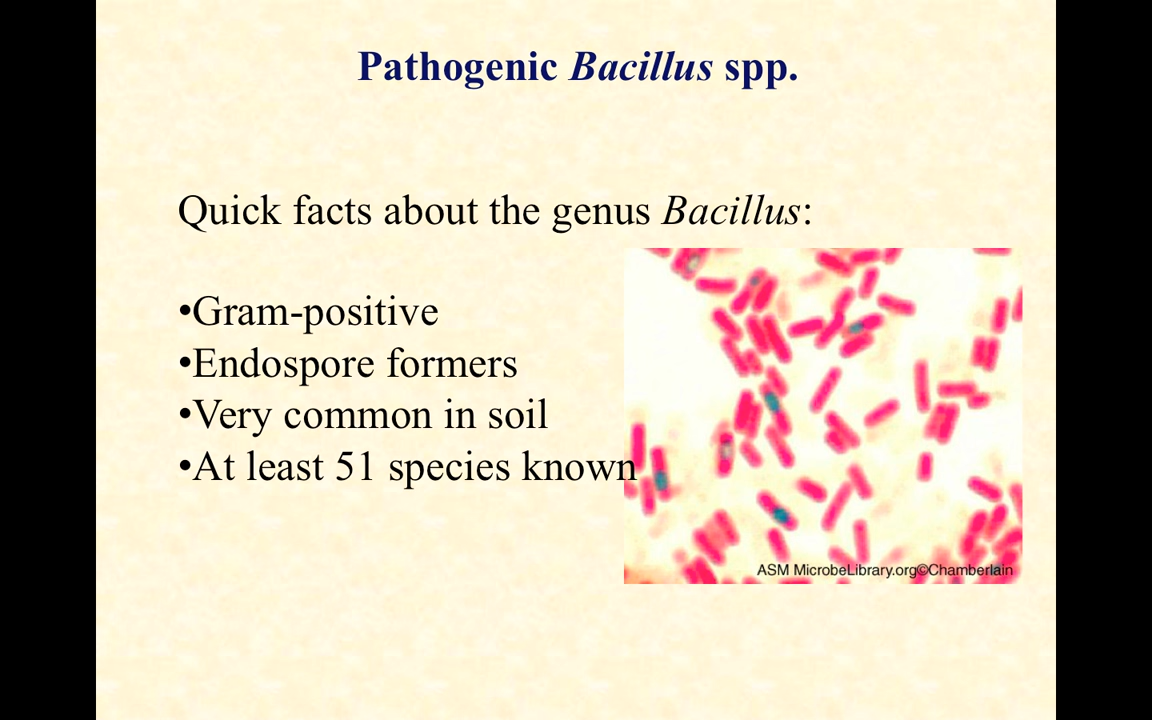 Pathogenic Bacillus spp.
Quick facts about the genus Bacillus:
•Gram-positive
•Endospore formers
•Very common in soil
•At least 51 species known
ASM MicrobeLibrary.org©Chamberlain